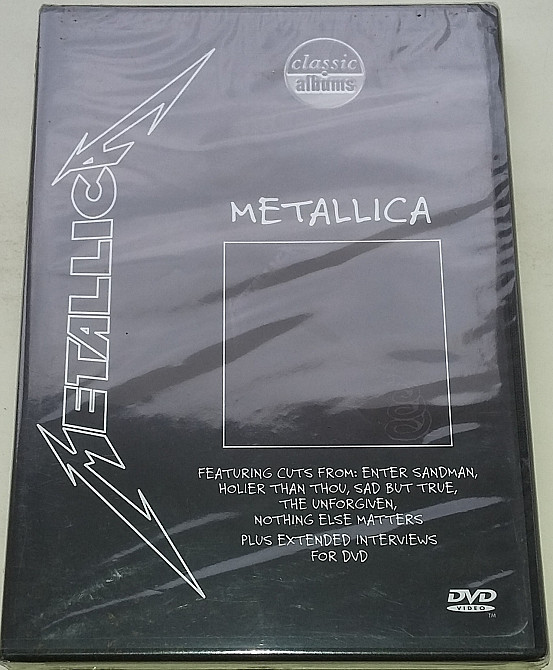 classic
albums
METALLICA
METALLICA
FEATURING CUTS FROM: ENTER SANDMAN,
HOLIER THAN THOU, SAD BUT TRUE,
THE UNFORGIVEN,
NOTHING ELSE MATTERS
PLUS EXTENDED INTERVIEWS
FOR DVD
DVD
VIDEO
TM